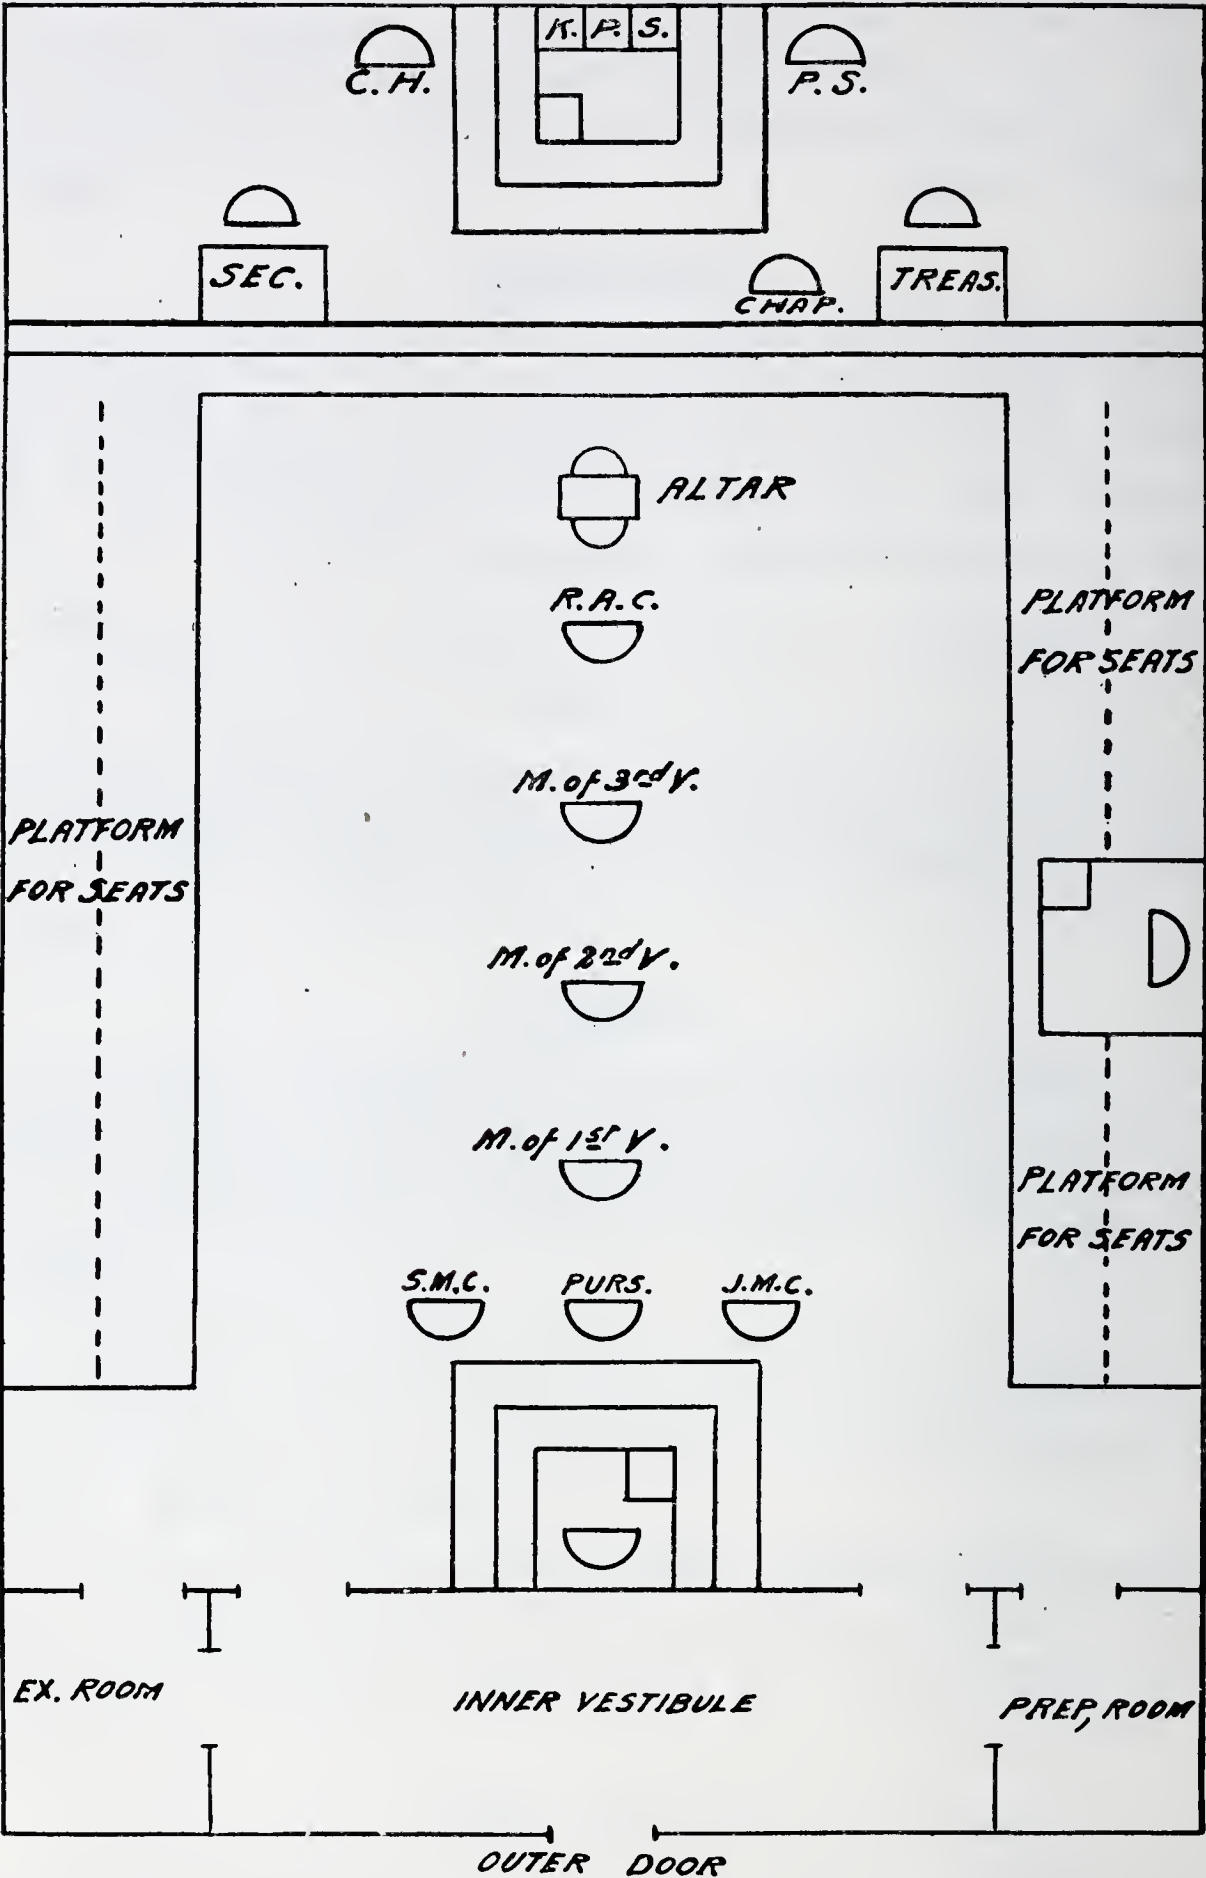 K. P. S.
C. H.
P. S.
SEC.
CHAP.
TREAS.
ALTAR
R.A.C.
PLATFORM
FOR SEATS
M. of 3rd V.
PLATFORM
FOR SEATS
M. of 2nd V.
M. of 1st V.
PLATFORM
FOR SEATS
S.M.C.
PURS.
J.M.C.
EX. ROOM
INNER VESTIBULE
PREP, ROOM
OUTER DOOR